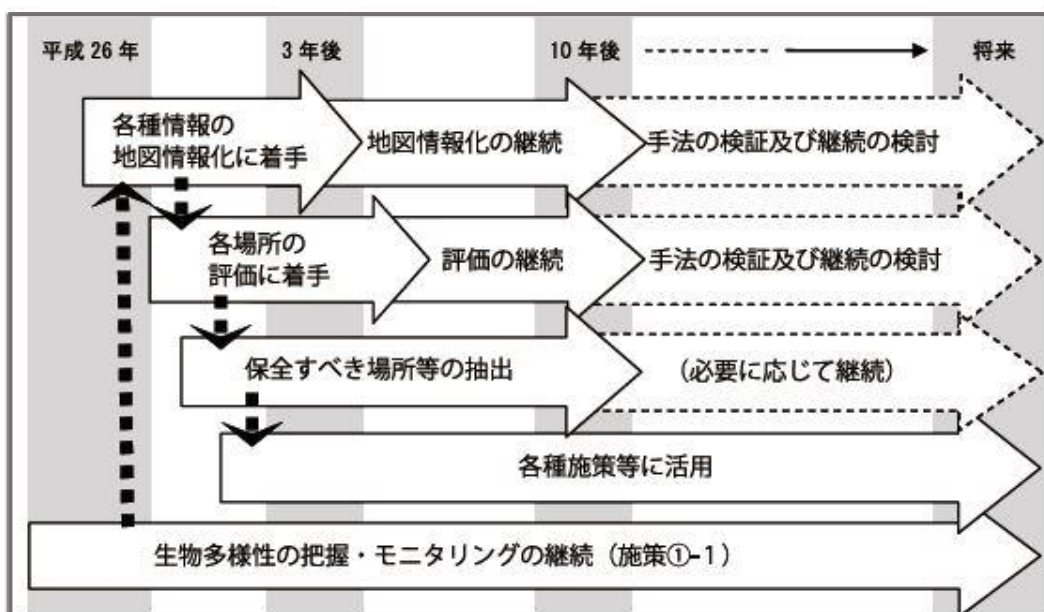 平成 26 年
3 年後
10 年後
将来
各種情報の
地図情報化に着手
地図情報化の継続
手法の検証及び継続の検討
各場所の
評価に着手
評価の継続
手法の検証及び継続の検討
保全すべき場所等の抽出
(必要に応じて継続)
各種施策等に活用
生物多様性の把握・モニタリングの継続（施策①-1）